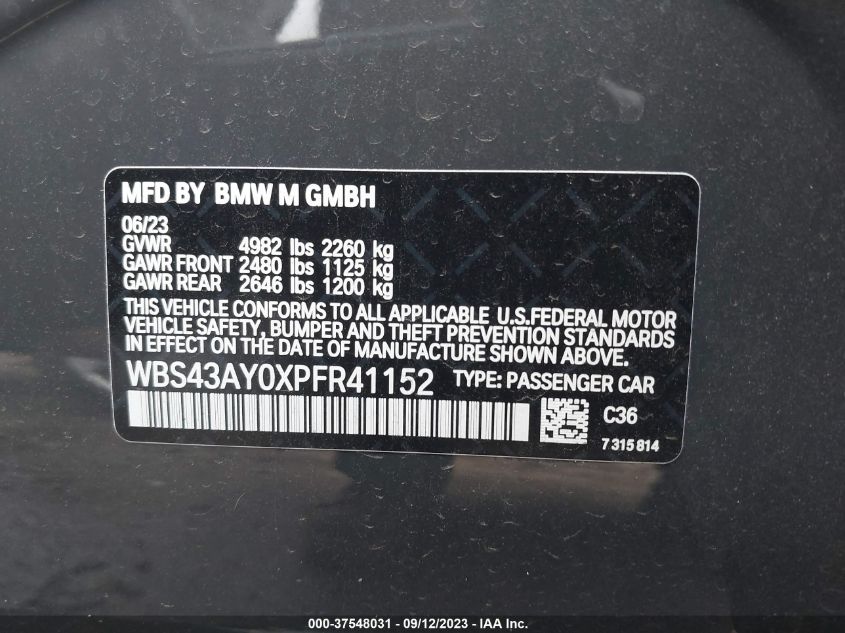 MFD BY BMW M GMBH
06/23
GVWR 4982 lbs 2260 kg
GAWR FRONT 2480 lbs 1125 kg
GAWR REAR 2646 lbs 1200 kg
THIS VEHICLE CONFORMS TO ALL APPLICABLE U.S.FEDERAL MOTOR
VEHICLE SAFETY, BUMPER AND THEFT PREVENTION STANDARDS
IN EFFECT ON THE DATE OF MANUFACTURE SHOWN ABOVE.
WBS43AY0XPFR41152 TYPE: PASSENGER CAR
C36
7 315 814
000-37548031 - 09/12/2023 - IAA Inc.